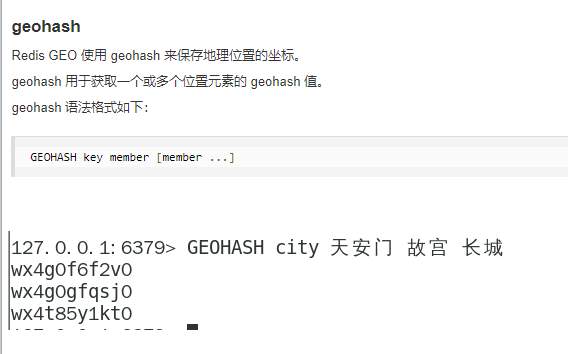 geohash
Redis GEO 使用 geohash 来保存地理位置的坐标。
geohash 用于获取一个或多个位置元素的 geohash 值。
geohash 语法格式如下：
GEOHASH key member [member ...]
127.0.0.1:6379> GEOHASH city 天安门 故宫 长城
wx4g0f6f2v0
wx4g0gfqsj0
wx4t85y1kt0